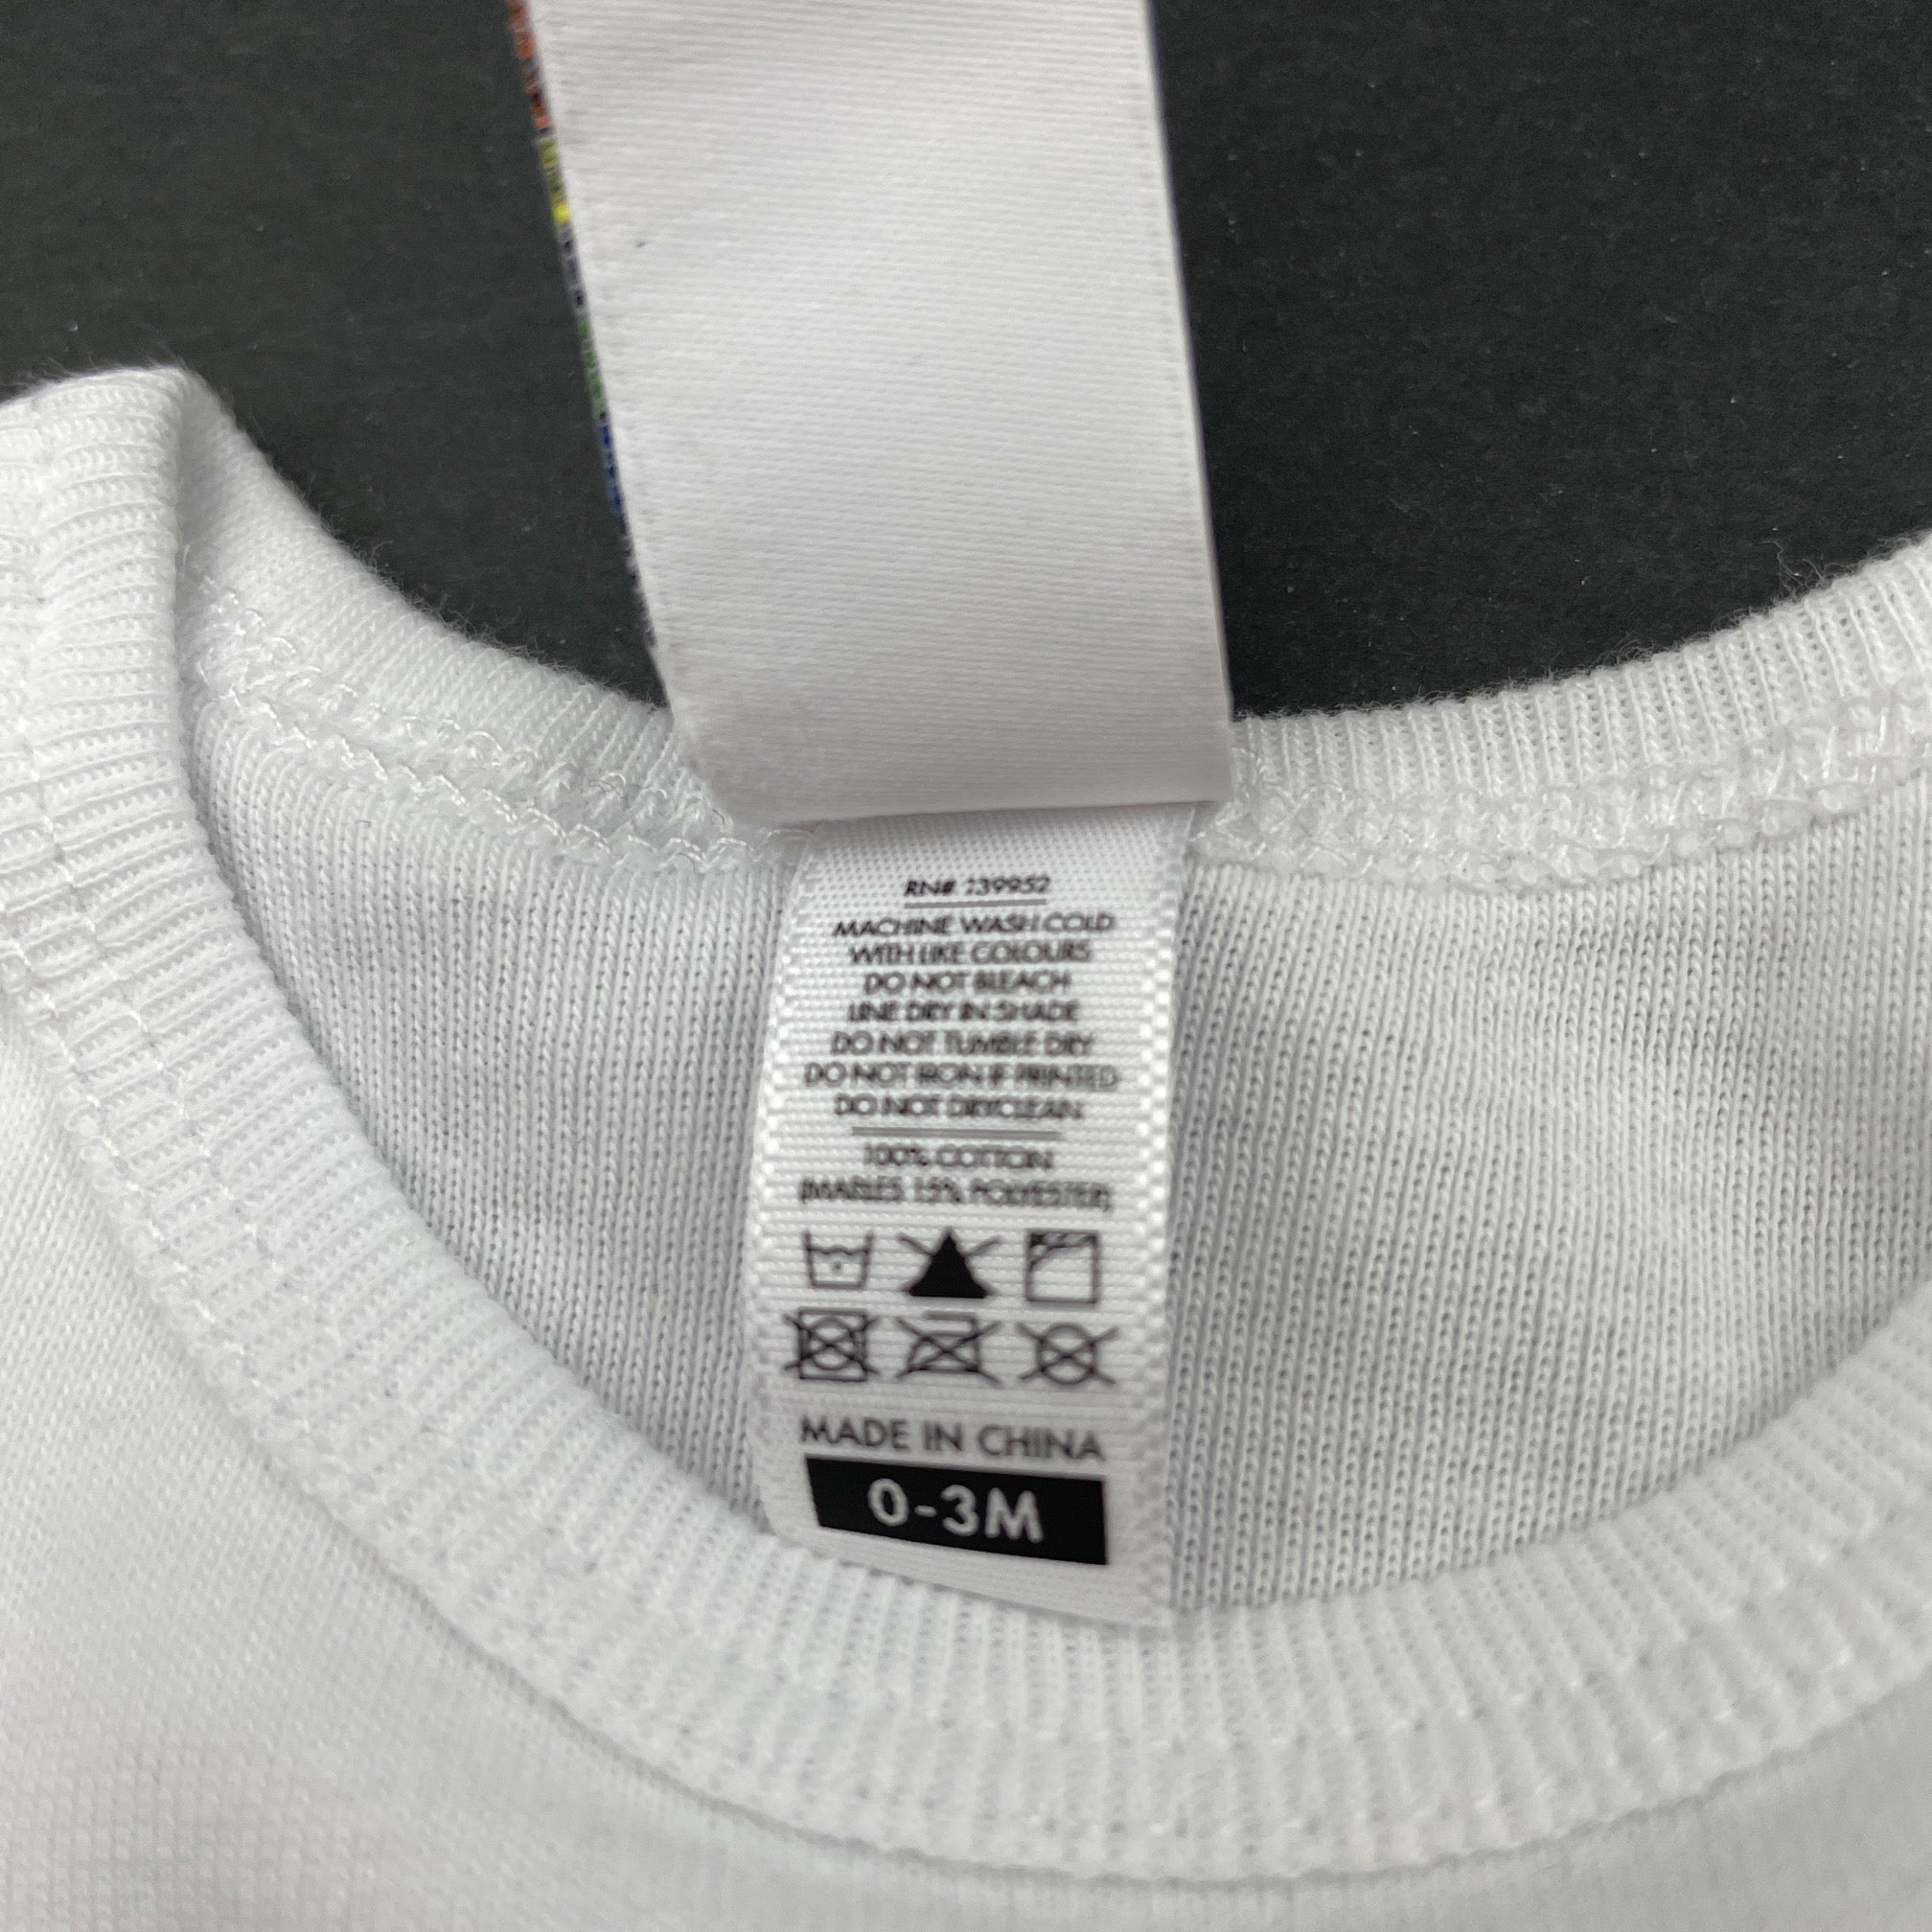 RN# 139952
MACHINE WASH COLD
WITH LIKE COLOURS
DO NOT BLEACH
LINE DRY IN SHADE
DO NOT TUMBLE DRY
DO NOT IRON IF PRINTED
DO NOT DRYCLEAN
100% COTTON
(MARLES 15% POLYESTER)
MADE IN CHINA
0-3M